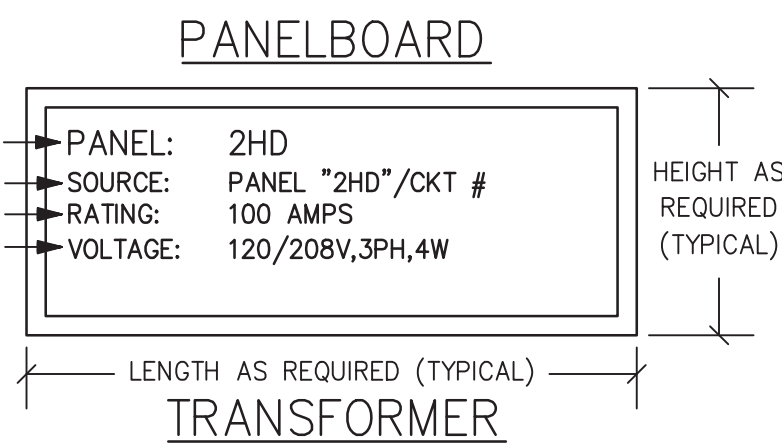 PANELBOARD
PANEL: 2HD
SOURCE: PANEL "2HD"/CKT #
RATING: 100 AMPS
VOLTAGE: 120/208V,3PH,4W
HEIGHT AS
REQUIRED
(TYPICAL)
LENGTH AS REQUIRED (TYPICAL)
TRANSFORMER